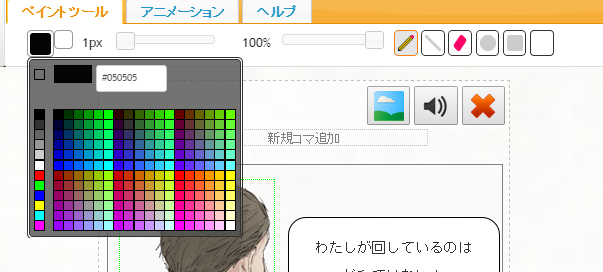 ペイントツール
アニメーション
ヘルプ
1px
100%
#050505
新規コマ追加
わたしが回しているのは